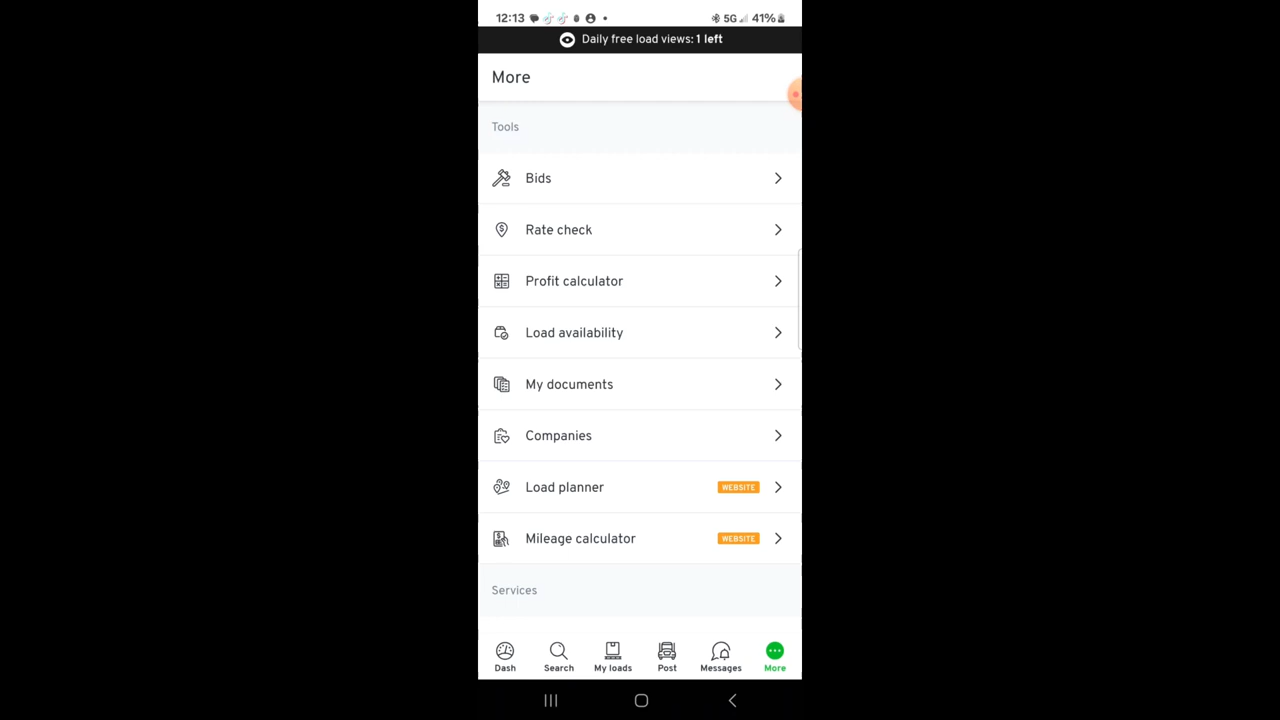 12:13 5G 41%
Daily free load views: 1 left
More
Tools
Bids
Rate check
Profit calculator
Load availability
My documents
Companies
Load planner WEBSITE
Mileage calculator WEBSITE
Services
Dash Search My loads Post Messages More